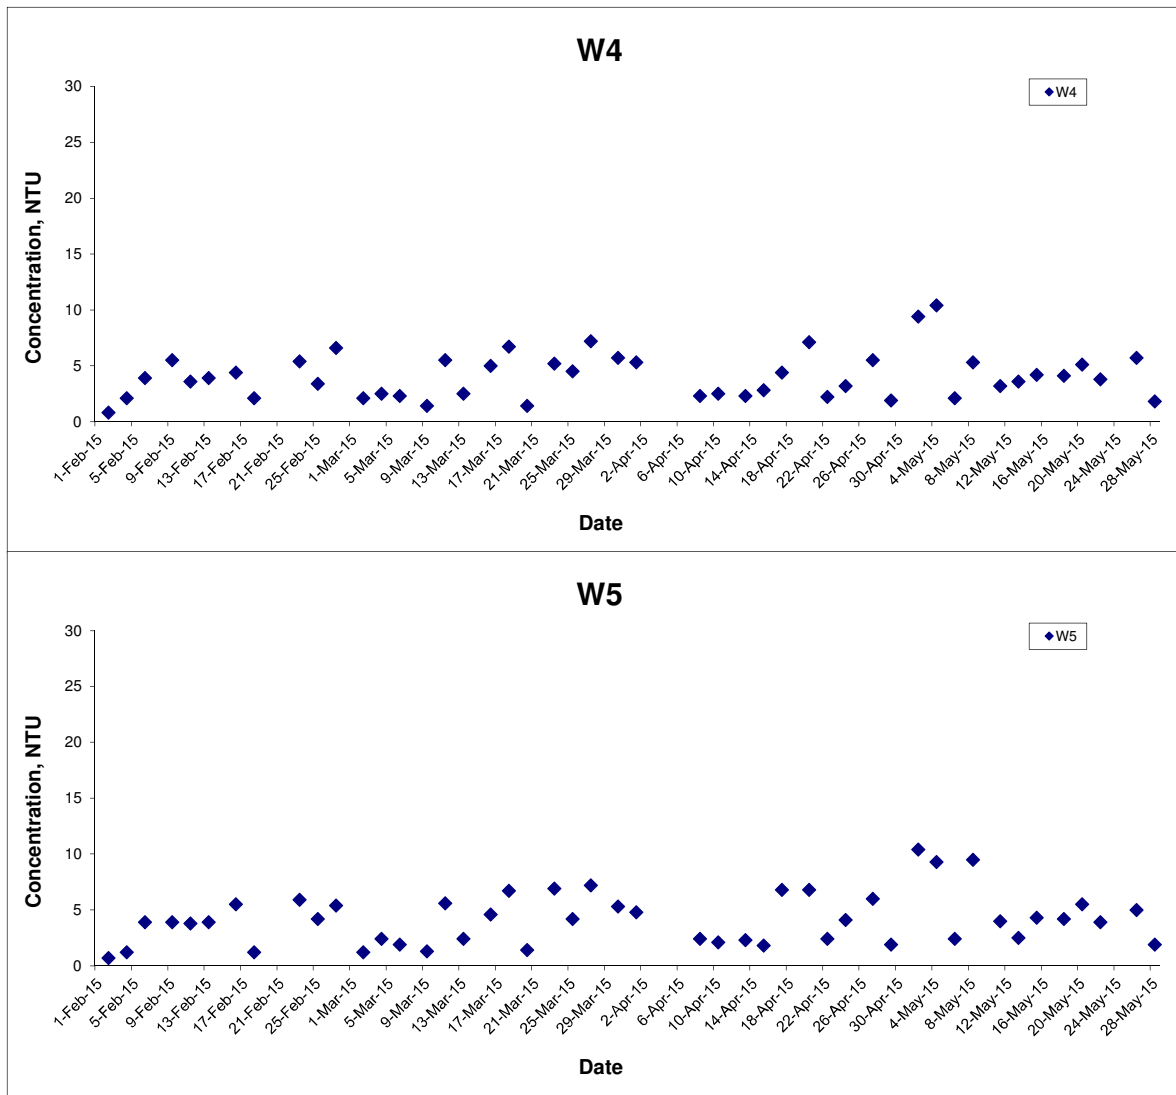 W4
30
25
20
15
10
5
0
Concentration, NTU
W4
1-Feb-15
5-Feb-15
9-Feb-15
13-Feb-15
17-Feb-15
21-Feb-15
25-Feb-15
1-Mar-15
5-Mar-15
9-Mar-15
13-Mar-15
17-Mar-15
21-Mar-15
25-Mar-15
29-Mar-15
2-Apr-15
6-Apr-15
10-Apr-15
14-Apr-15
18-Apr-15
22-Apr-15
26-Apr-15
30-Apr-15
4-May-15
8-May-15
12-May-15
16-May-15
20-May-15
24-May-15
28-May-15
Date
W5
30
25
20
15
10
5
0
Concentration, NTU
W5
1-Feb-15
5-Feb-15
9-Feb-15
13-Feb-15
17-Feb-15
21-Feb-15
25-Feb-15
1-Mar-15
5-Mar-15
9-Mar-15
13-Mar-15
17-Mar-15
21-Mar-15
25-Mar-15
29-Mar-15
2-Apr-15
6-Apr-15
10-Apr-15
14-Apr-15
18-Apr-15
22-Apr-15
26-Apr-15
30-Apr-15
4-May-15
8-May-15
12-May-15
16-May-15
20-May-15
24-May-15
28-May-15
Date